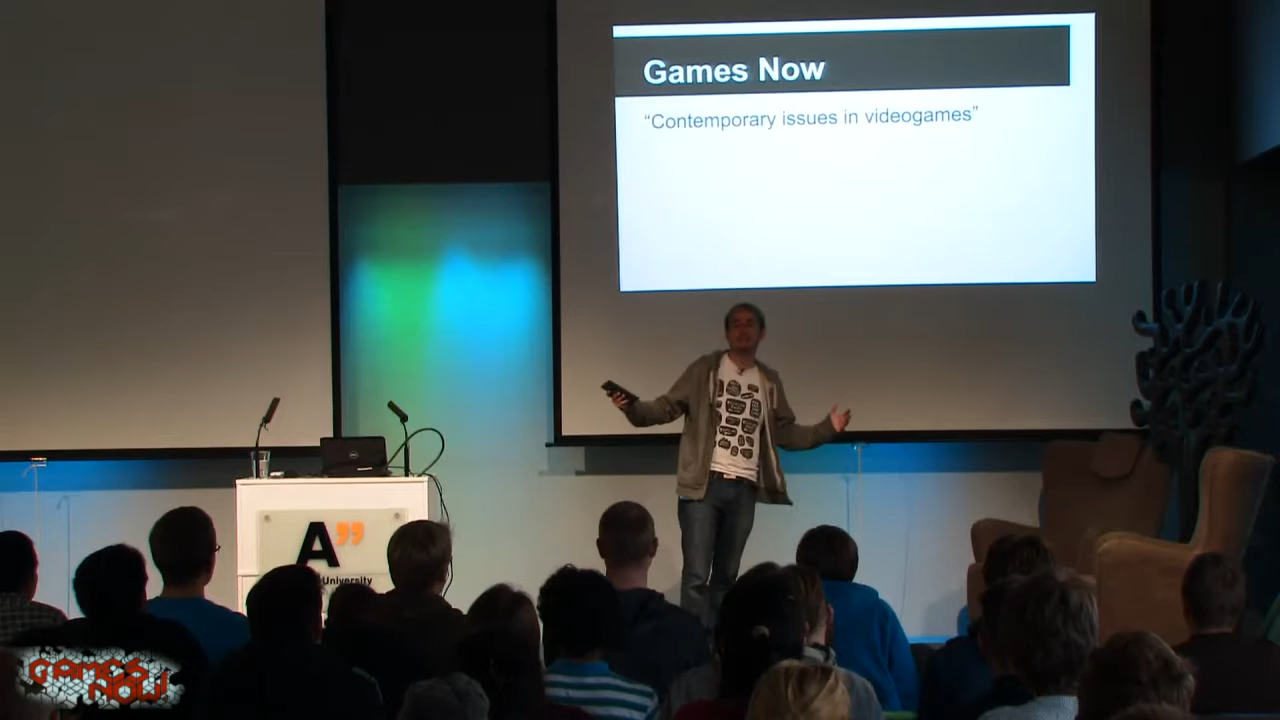 Games Now
“Contemporary issues in videogames”
A”
University
GAMES
NOW!